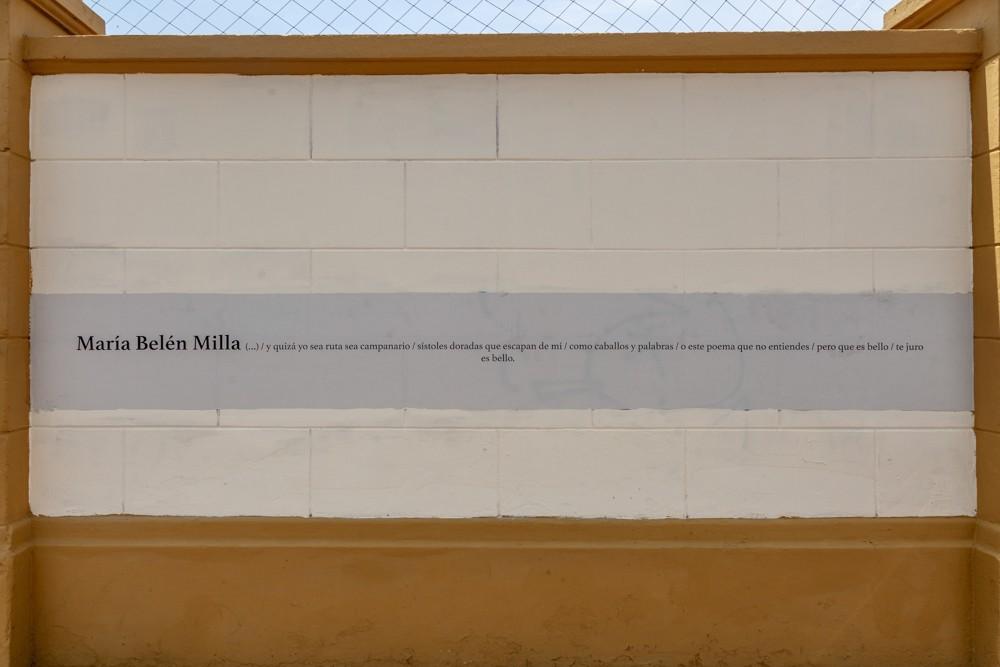 María Belén Milla (...) / y quizá yo sea ruta sea campanario / sístoles doradas que escapan de mí / como caballos y palabras / o este poema que no entiendes / pero que es bello / te juro
es bello.